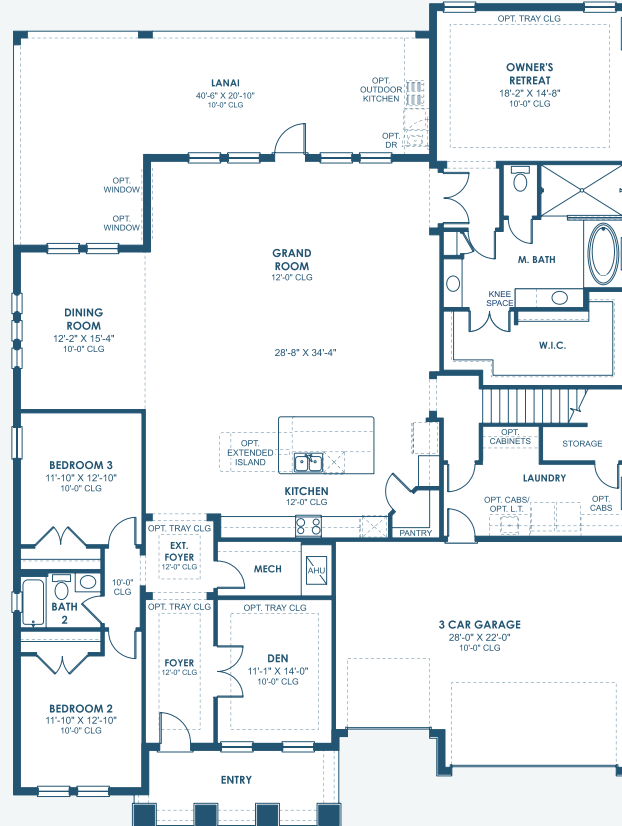 OPT. TRAY CLG
OWNER'S
RETREAT
18'-2" X 14'-8"
10'-0" CLG
LANAI
40'-6" X 20'-10"
10'-0" CLG
OPT.
OUTDOOR
KITCHEN
OPT.
DR
OPT.
WINDOW
OPT.
WINDOW
GRAND
ROOM
12'-0" CLG
28'-8" X 34'-4"
M. BATH
KNEE
SPACE
W.I.C.
DINING
ROOM
12'-2" X 15'-4"
10'-0" CLG
OPT.
CABINETS
STORAGE
LAUNDRY
OPT. CABS/
OPT. L.T.
OPT.
CABS
OPT.
EXTENDED
ISLAND
KITCHEN
12'-0" CLG
PANTRY
BEDROOM 3
11'-10" X 12'-10"
10'-0" CLG
OPT. TRAY CLG
EXT.
FOYER
12'-0" CLG
MECH
AHU
10'-0"
CLG
BATH
2
OPT. TRAY CLG
FOYER
12'-0" CLG
OPT. TRAY CLG
DEN
11'-1" X 14'-0"
10'-0" CLG
3 CAR GARAGE
28'-0" X 22'-0"
10'-0" CLG
BEDROOM 2
11'-10" X 12'-10"
10'-0" CLG
ENTRY